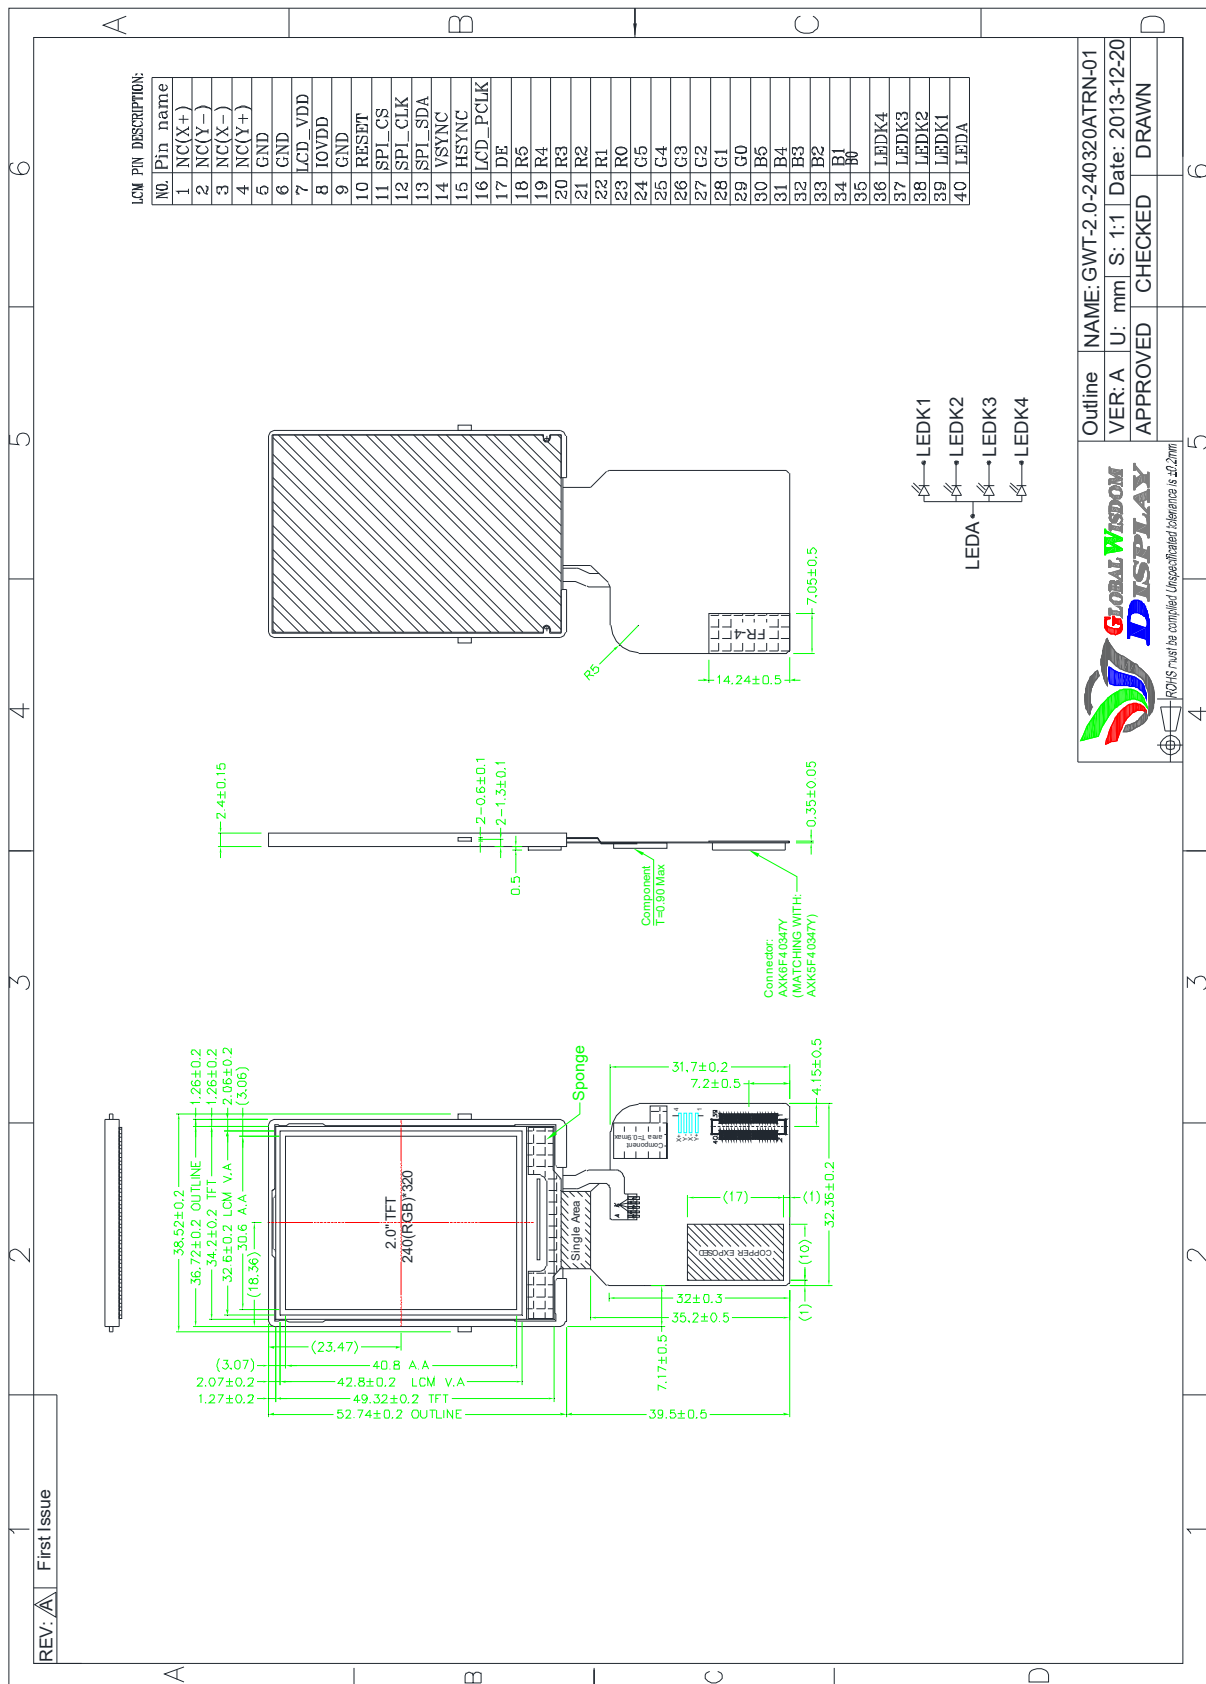 REV: A First Issue
1
2
3
4
5
6
A
B
C
D
1
2
3
4
5
6
A
B
C
D
LCM PIN DESCRIPTION:
NO. Pin name
1 NC(X+)
2 NC(Y-)
3 NC(X-)
4 NC(Y+)
5 GND
6 GND
7 LCD_VDD
8 IOVDD
9 GND
10 RESET
11 SPI_CS
12 SPI_CLK
13 SPI_SDA
14 VSYNC
15 HSYNC
16 LCD_PCLK
17 DE
18 R5
19 R4
20 R3
21 R2
22 R1
23 R0
24 G5
25 G4
26 G3
27 G2
28 G1
29 G0
30 B5
31 B4
32 B3
33 B2
34 B1
35 B0
36 LEDK4
37 LEDK3
38 LEDK2
39 LEDK1
40 LEDA
38.52±0.2
36.72±0.2 OUTLINE
34.2±0.2 TFT
32.6±0.2 LCM V.A
30.6 A.A
(18.36)
1.26±0.2
1.26±0.2
2.06±0.2
(3.06)
2.0" TFT
240(RGB)*320
(23.47)
(3.07)
40.8 A.A
2.07±0.2
42.8±0.2 LCM V.A
1.27±0.2
49.32±0.2 TFT
52.74±0.2 OUTLINE
39.5±0.5
Sponge
Single Area
Component
area T=0.9max
31.7±0.2
7.2±0.5
4.15±0.5
(17)
(1)
32.36±0.2
COPPER EXPOSED
(10)
(1)
32±0.3
35.2±0.5
7.17±0.5
2.4±0.15
2-0.6±0.1
2-1.3±0.1
0.5
Component
T=0.90 Max
0.35±0.05
Connector:
AXK6F40347Y
(MATCHING WITH:
AXK5F40347Y)
R5
FR4
14.24±0.5
7.05±0.5
LEDA
LEDK1
LEDK2
LEDK3
LEDK4
GLOBAL WISDOM
DISPLAY
ROHS must be complied Unspecificated tolerance is ±0.2mm
Outline NAME: GWT-2.0-240320ATRN-01
VER: A U: mm S: 1:1 Date: 2013-12-20
APPROVED CHECKED DRAWN